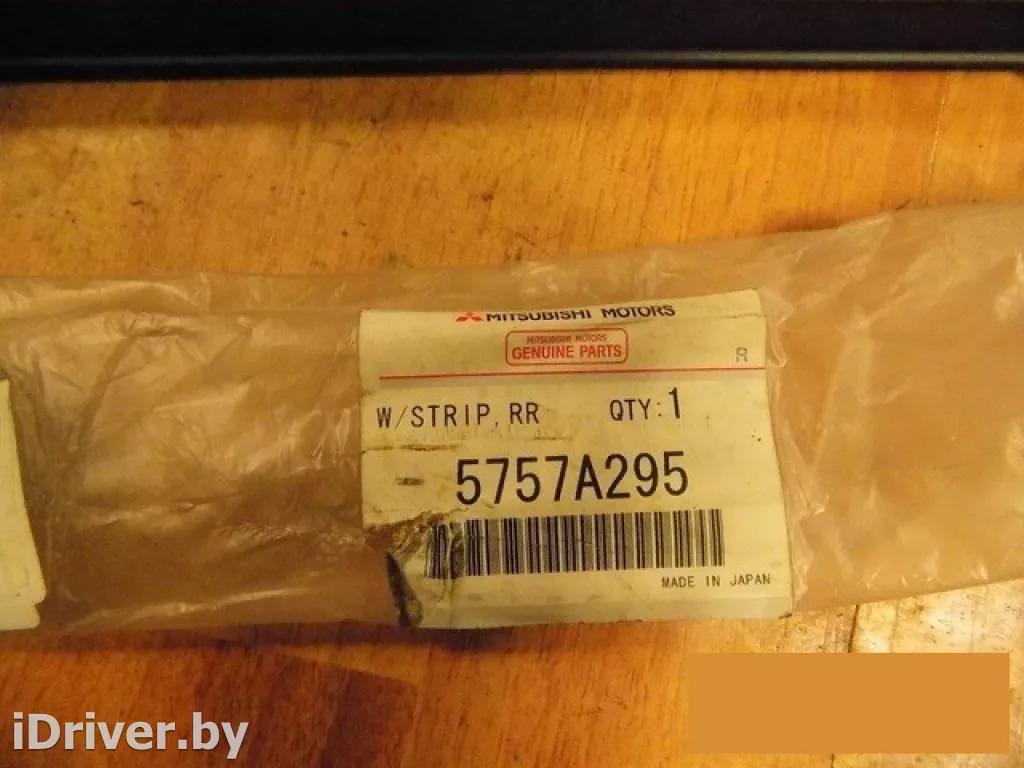 MITSUBISHI MOTORS
MITSUBISHI MOTORS
GENUINE PARTS
R
W/STRIP,RR QTY:1
5757A295
MADE IN JAPAN
iDriver.by